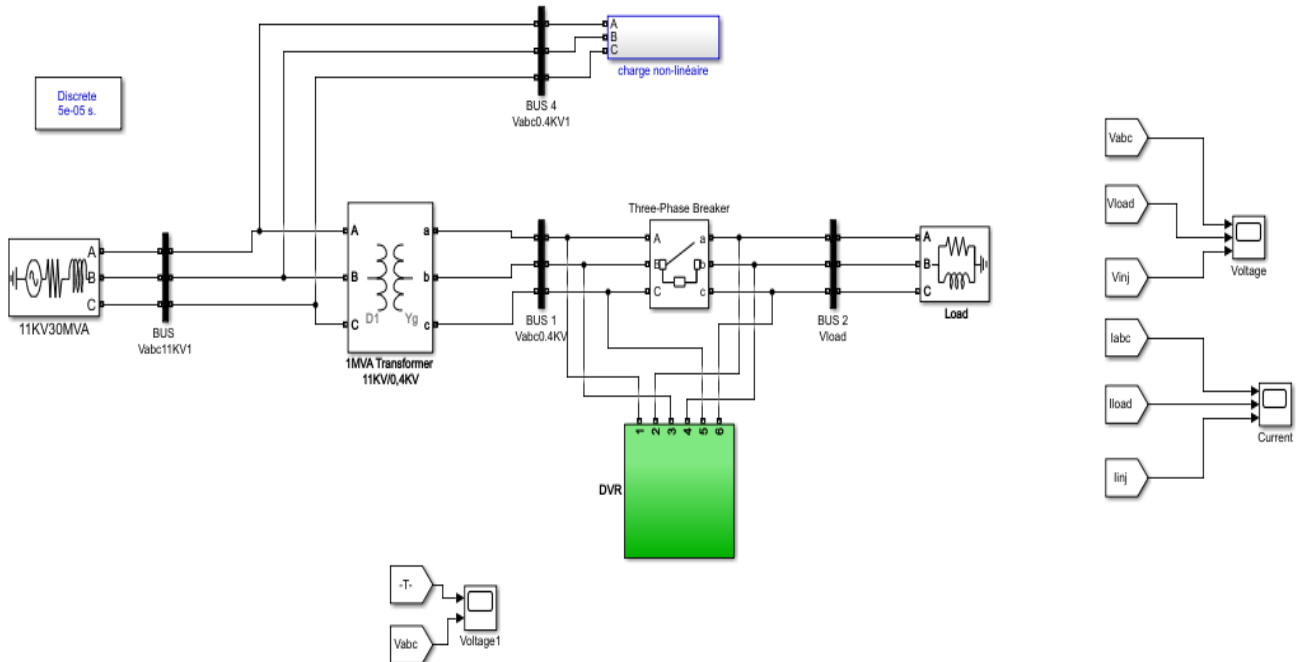 A
B
C
charge non-linéaire
Discrete
5e-05 s.
BUS 4
Vabc0.4KV1
Vabc
Vload
Vinj
Voltage
Three-Phase Breaker
A
B
C
11KV30MVA
BUS
Vabc11KV1
A
B
C
a
b
c
D1
Yg
1MVA Transformer
11KV/0,4KV
BUS 1
Vabc0.4KV
A
B
C
a
b
c
BUS 2
Vload
A
B
C
Load
Iabc
Iload
Iinj
Current
1
2
3
4
5
6
DVR
-T-
Vabc
Voltage1